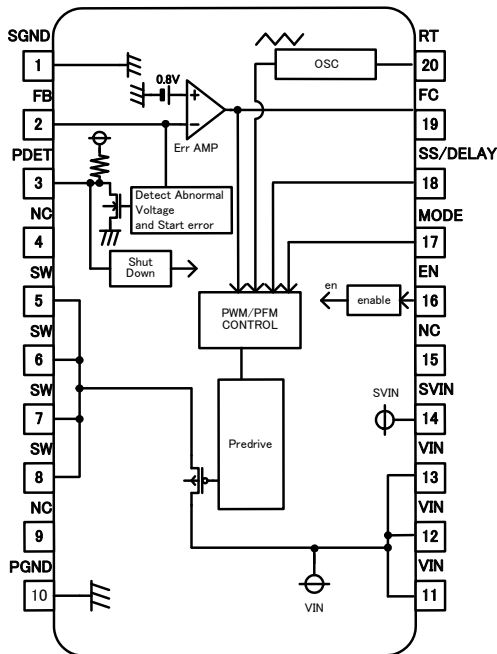 SGND
1
FB
2
PDET
3
NC
4
SW
5
SW
6
SW
7
SW
8
NC
9
PGND
10
0.8V
Err AMP
Detect Abnormal
Voltage
and Start error
Shut
Down
OSC
PWM/PFM
CONTROL
Predrive
en
enable
SVIN
VIN
RT
20
FC
19
SS/DELAY
18
MODE
17
EN
16
NC
15
SVIN
14
VIN
13
VIN
12
VIN
11